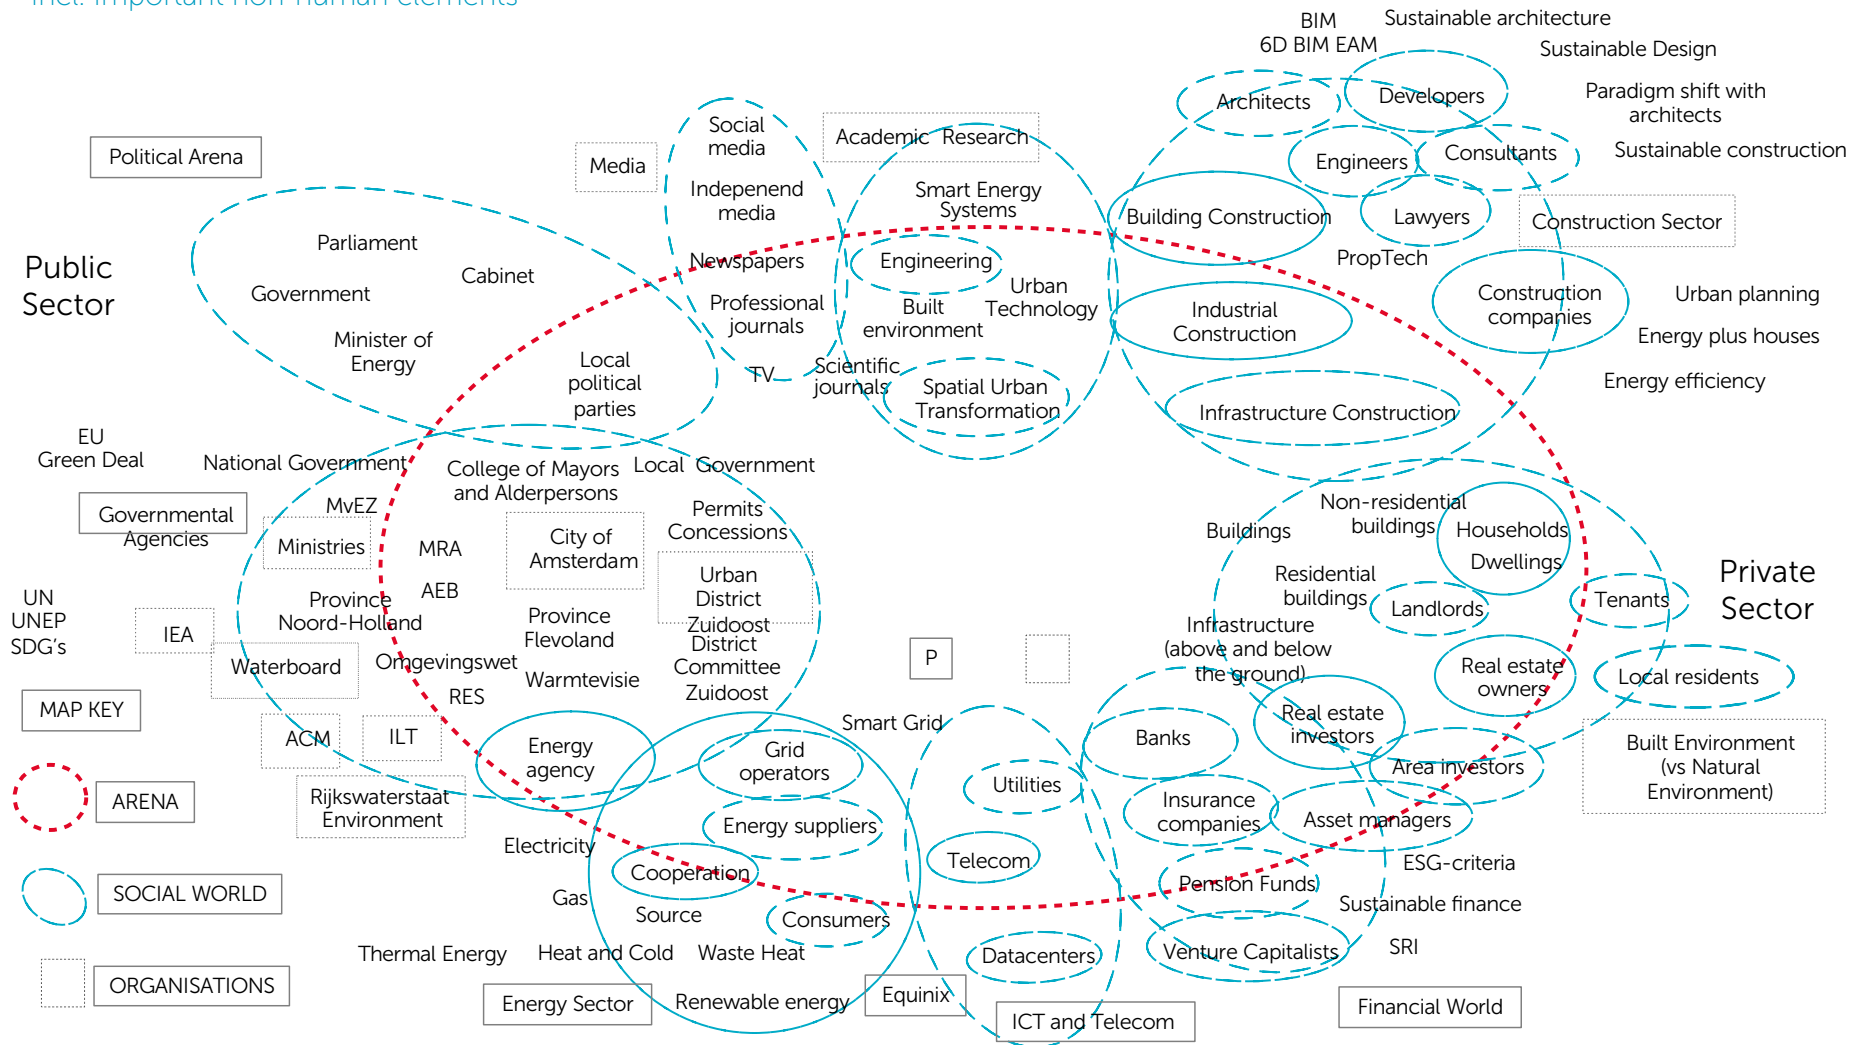 incl. important non-human elements
BIM
6D BIM EAM
Sustainable architecture
Sustainable Design
Paradigm shift with
architects
Sustainable construction
Architects
Developers
Engineers
Consultants
Lawyers
Building Construction
Construction Sector
PropTech
Industrial
Construction
Construction
companies
Urban planning
Energy plus houses
Energy efficiency
Infrastructure Construction
Political Arena
Public
Sector
Parliament
Cabinet
Government
Minister of
Energy
Local
political
parties
Media
Social
media
Independend
media
Newspapers
Professional
journals
TV
Academic Research
Smart Energy
Systems
Engineering
Urban
Technology
Built
environment
Scientific
journals
Spatial Urban
Transformation
EU
Green Deal
National Government
College of Mayors
and Alderpersons
Local Government
Governmental
Agencies
MvEZ
Ministries
MRA
City of
Amsterdam
Permits
Concessions
AEB
Urban
District
Zuidoost
District
Committee
Zuidoost
UN
UNEP
SDG's
IEA
Province
Noord-Holland
Province
Flevoland
Waterboard
Omgevingswet
Warmtevisie
RES
ACM
ILT
Rijkswaterstaat
Environment
Energy
agency
P
Smart Grid
Grid
operators
Energy suppliers
Electricity
Cooperation
Gas
Source
Consumers
Thermal Energy
Heat and Cold
Waste Heat
Energy Sector
Renewable energy
Equinix
Utilities
Telecom
Datacenters
ICT and Telecom
Buildings
Non-residential
buildings
Households
Dwellings
Residential
buildings
Landlords
Tenants
Private
Sector
Infrastructure
(above and below
the ground)
Real estate
owners
Local residents
Real estate
investors
Banks
Area investors
Built Environment
(vs Natural
Environment)
Insurance
companies
Asset managers
ESG-criteria
Pension Funds
Sustainable finance
Venture Capitalists
SRI
Financial World
MAP KEY
ARENA
SOCIAL WORLD
ORGANISATIONS